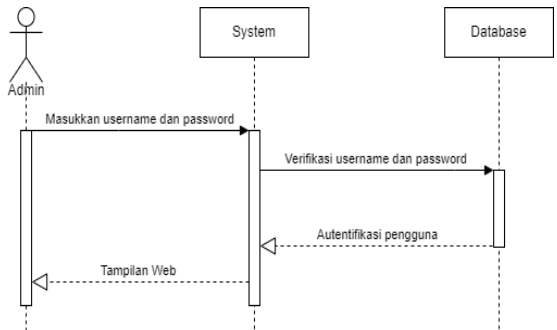 System
Database
Admin
Masukkan username dan password
Verifikasi username dan password
Autentifikasi pengguna
Tampilan Web